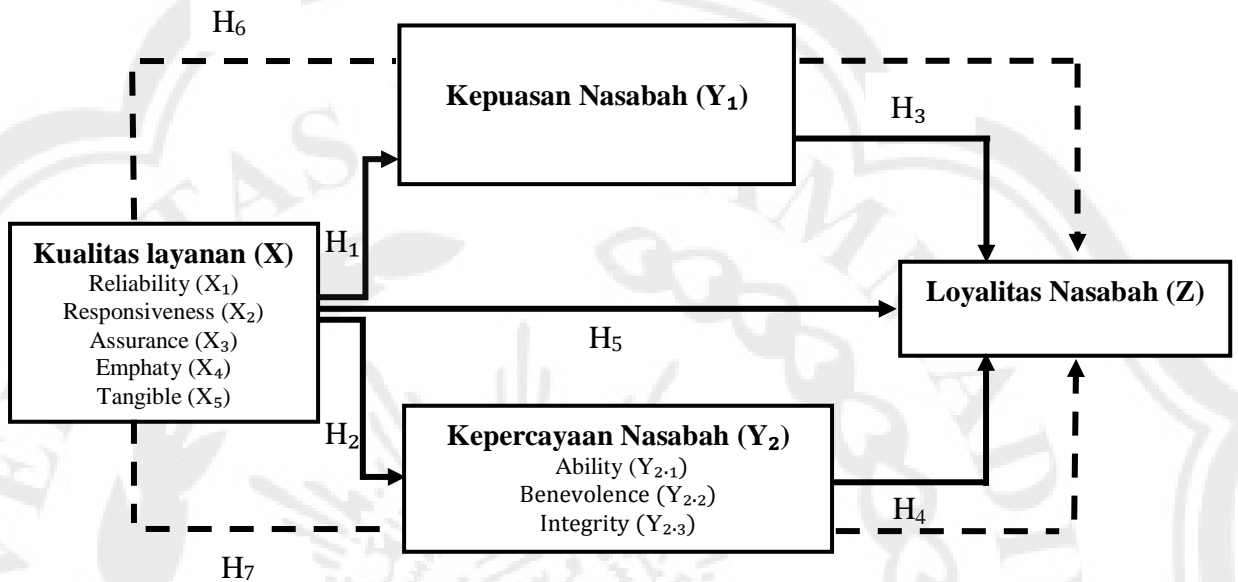 H₆
Kepuasan Nasabah (Y₁)
H₃
H₁
Kualitas layanan (X)
Reliability (X₁)
Responsiveness (X₂)
Assurance (X₃)
Emphaty (X₄)
Tangible (X₅)
Loyalitas Nasabah (Z)
H₅
H₂
Kepercayaan Nasabah (Y₂)
Ability (Y₂.₁)
Benevolence (Y₂.₂)
Integrity (Y₂.₃)
H₄
H₇